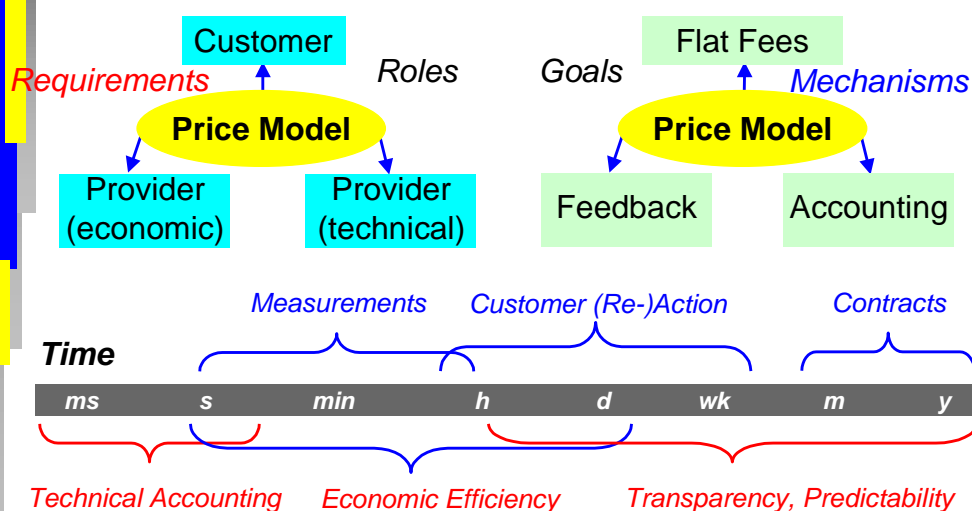 Customer
Flat Fees
Requirements
Roles
Goals
Mechanisms
Price Model
Price Model
Provider
(economic)
Provider
(technical)
Feedback
Accounting
Measurements
Customer (Re-)Action
Contracts
Time
ms s min h d wk m y
Technical Accounting
Economic Efficiency
Transparency, Predictability